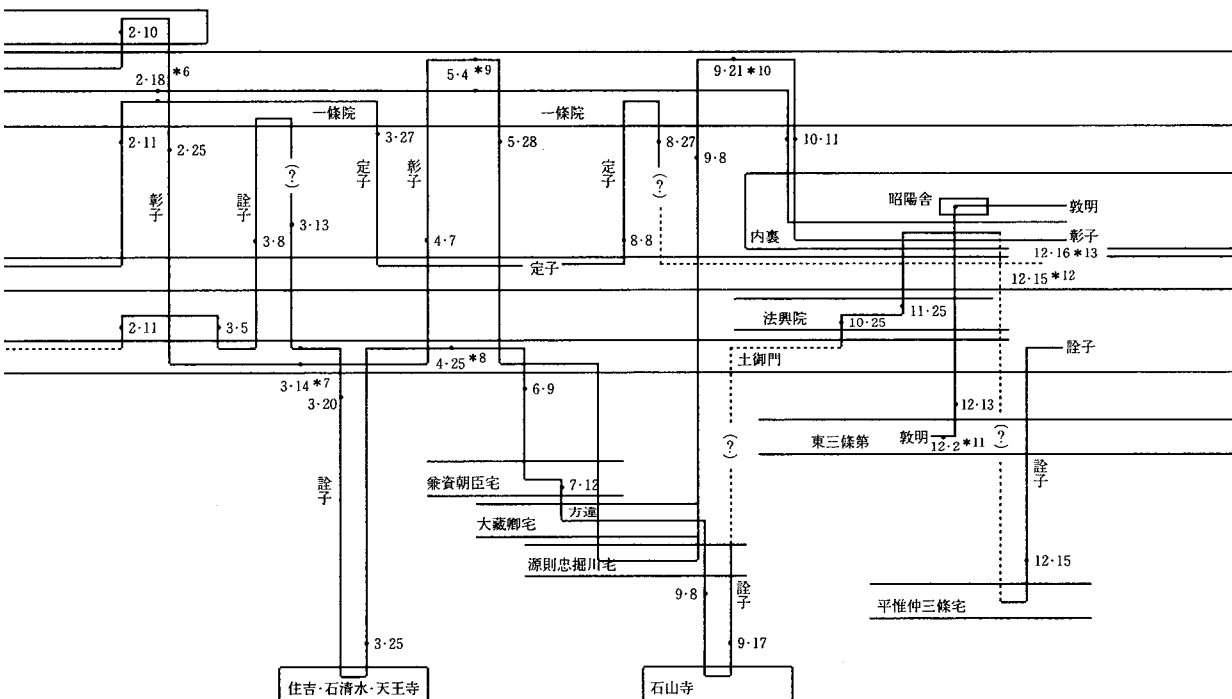 2·10
2·18 *6
5·4 *9
9·21 *10
一條院
一條院
2·11
2·25
3·27
5·28
8·27
9·8
10·11
彰子
詮子
(?)
定子
彰子
定子
(?)
3·8
3·13
4·7
8·8
昭陽舎
敦明
内裏
彰子
定子
12·16 *13
12·15 *12
2·11
3·5
法興院
10·25
11·25
土御門
詮子
3·14 *7
3·20
4·25 *8
6·9
12·13
(?)
東三條第
敦明
12·2 *11
(?)
詮子
詮子
兼資朝臣宅
7·12
方違
大藏卿宅
源則忠掘川宅
9·8
詮子
12·15
平惟仲三條宅
3·25
9·17
住吉·石清水·天王寺
石山寺